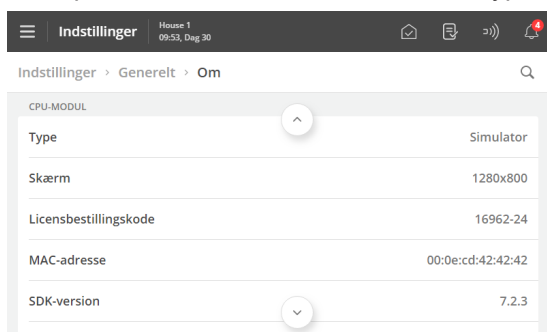 Indstillinger
House 1
09:53, Dag 30
4
Indstillinger > Generelt > Om
CPU-MODUL
Type Simulator
Skærm 1280x800
Licensbestillingskode 16962-24
MAC-adresse 00:0e:cd:42:42:42
SDK-version 7.2.3